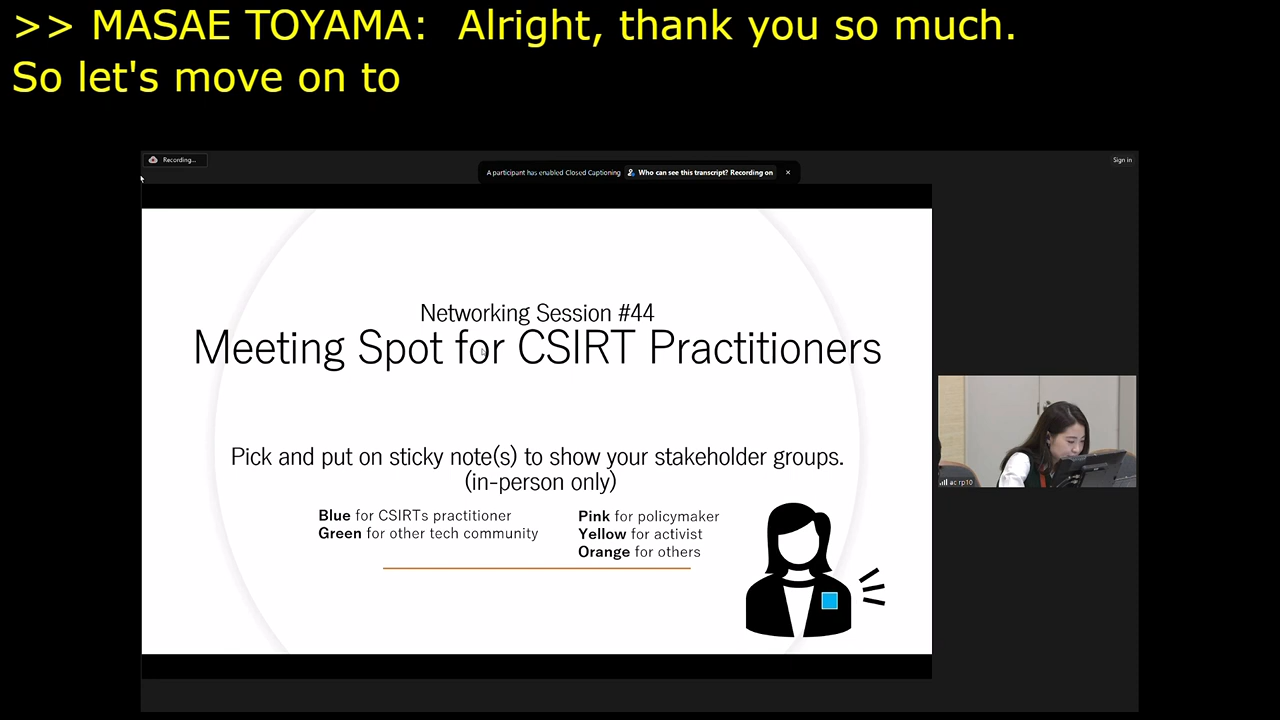 >> MASAE TOYAMA:  Alright, thank you so much.
So let's move on to
Recording...
A participant has enabled Closed Captioning Who can see this transcript? Recording on
Sign in
Networking Session #44
Meeting Spot for CSIRT Practitioners
Pick and put on sticky note(s) to show your stakeholder groups.
(in-person only)
Blue for CSIRTs practitioner
Green for other tech community
Pink for policymaker
Yellow for activist
Orange for others
ac rp10